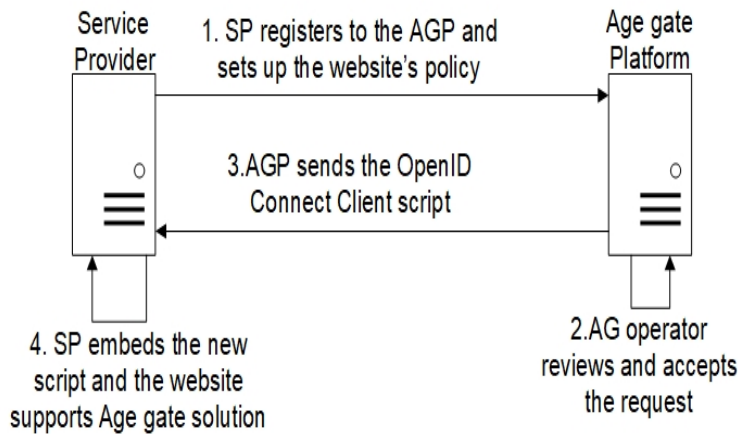 Service
Provider
1. SP registers to the AGP and
sets up the website's policy
Age gate
Platform
3.AGP sends the OpenID
Connect Client script
4. SP embeds the new
script and the website
supports Age gate solution
2.AG operator
reviews and accepts
the request